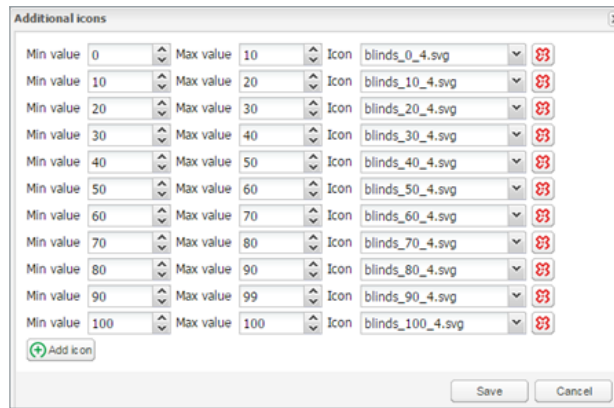 Additional icons
Min value 0 Max value 10 Icon blinds_0_4.svg
Min value 10 Max value 20 Icon blinds_10_4.svg
Min value 20 Max value 30 Icon blinds_20_4.svg
Min value 30 Max value 40 Icon blinds_30_4.svg
Min value 40 Max value 50 Icon blinds_40_4.svg
Min value 50 Max value 60 Icon blinds_50_4.svg
Min value 60 Max value 70 Icon blinds_60_4.svg
Min value 70 Max value 80 Icon blinds_70_4.svg
Min value 80 Max value 90 Icon blinds_80_4.svg
Min value 90 Max value 99 Icon blinds_90_4.svg
Min value 100 Max value 100 Icon blinds_100_4.svg
Add icon
Save Cancel